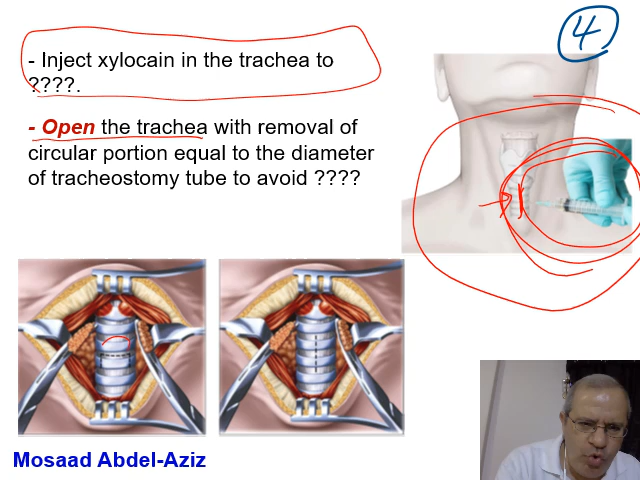 4
- Inject xylocain in the trachea to
????.
- Open the trachea with removal of
circular portion equal to the diameter
of tracheostomy tube to avoid ????
Mosaad Abdel-Aziz